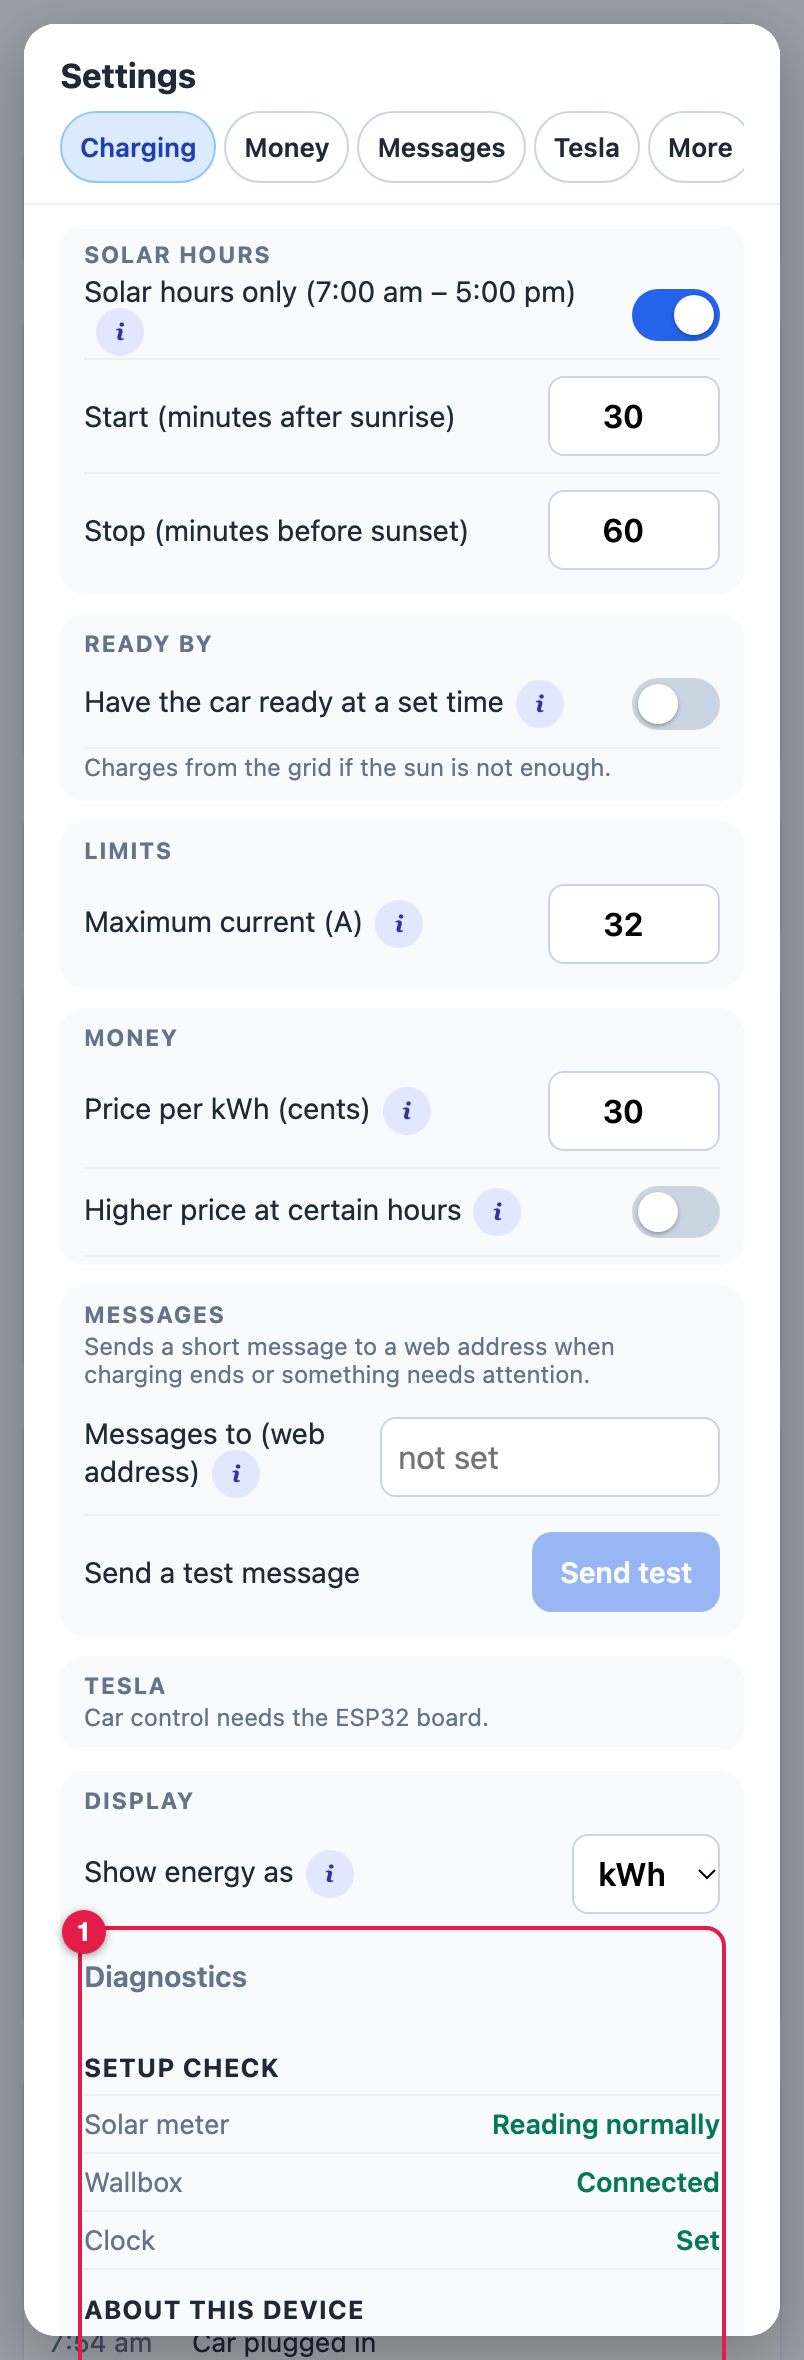 Settings
Charging
Money
Messages
Tesla
More
SOLAR HOURS
Solar hours only (7:00 am – 5:00 pm)
i
Start (minutes after sunrise)
30
Stop (minutes before sunset)
60
READY BY
Have the car ready at a set time
i
Charges from the grid if the sun is not enough.
LIMITS
Maximum current (A)
i
32
MONEY
Price per kWh (cents)
i
30
Higher price at certain hours
i
MESSAGES
Sends a short message to a web address when
charging ends or something needs attention.
Messages to (web
address)
i
not set
Send a test message
Send test
TESLA
Car control needs the ESP32 board.
DISPLAY
Show energy as
i
kWh
1
Diagnostics
SETUP CHECK
Solar meter
Reading normally
Wallbox
Connected
Clock
Set
ABOUT THIS DEVICE
7:54 am
Car plugged in